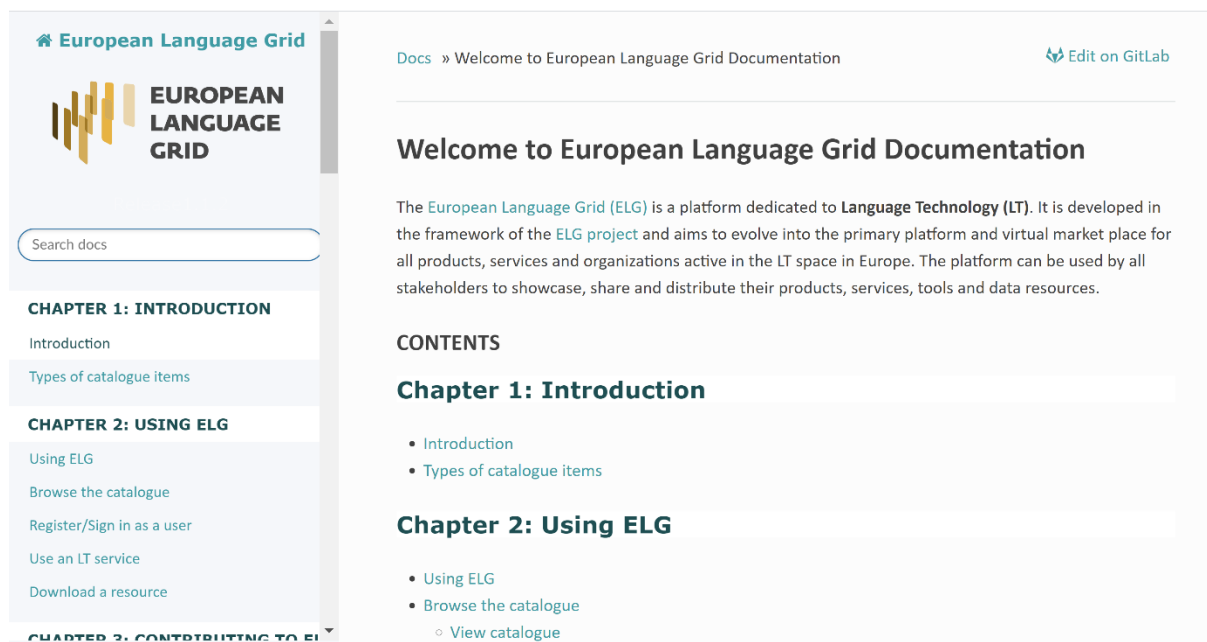 European Language Grid
EUROPEAN
LANGUAGE
GRID
Search docs
CHAPTER 1: INTRODUCTION
Introduction
Types of catalogue items
CHAPTER 2: USING ELG
Using ELG
Browse the catalogue
Register/Sign in as a user
Use an LT service
Download a resource
CHAPTER 3: CONTRIBUTING TO
Docs » Welcome to European Language Grid Documentation
Edit on GitLab
Welcome to European Language Grid Documentation
The European Language Grid (ELG) is a platform dedicated to Language Technology (LT). It is developed in
the framework of the ELG project and aims to evolve into the primary platform and virtual market place for
all products, services and organizations active in the LT space in Europe. The platform can be used by all
stakeholders to showcase, share and distribute their products, services, tools and data resources.
CONTENTS
Chapter 1: Introduction
• Introduction
• Types of catalogue items
Chapter 2: Using ELG
• Using ELG
• Browse the catalogue
◦ View catalogue